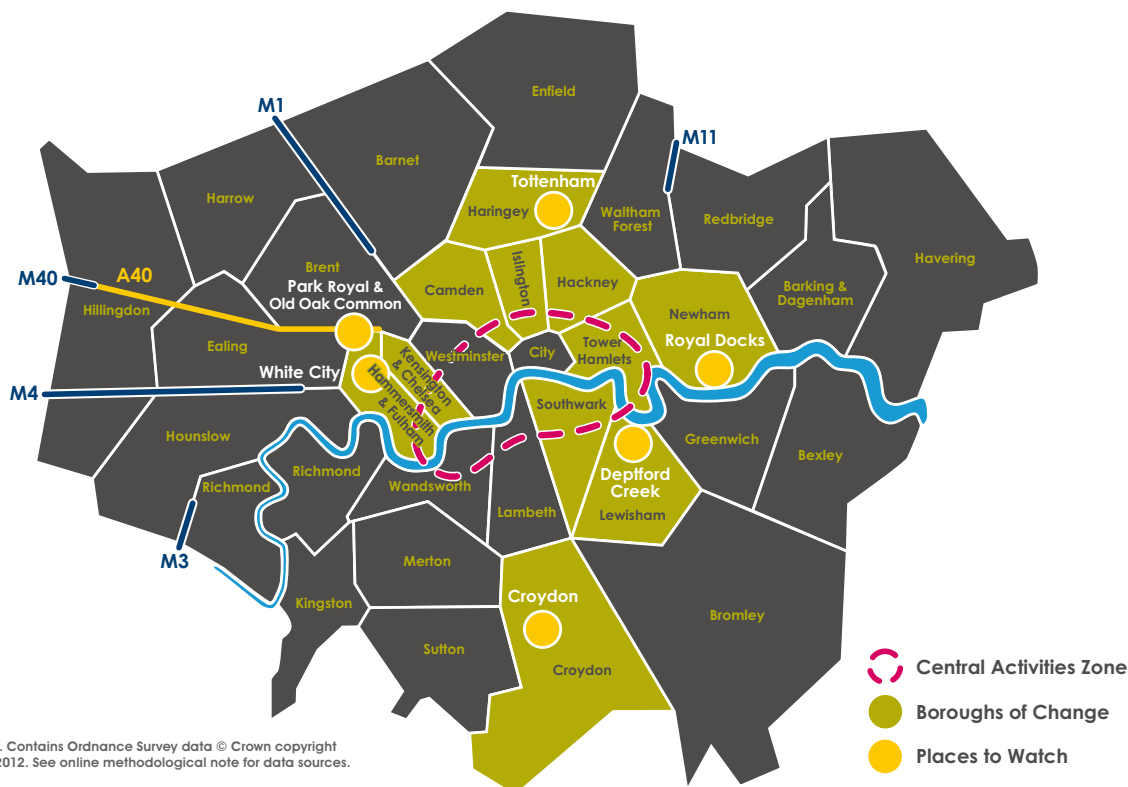 Enfield
M1
M11
Barnet
Tottenham
Harrow
Haringey
Waltham
Forest
Redbridge
Havering
M40
A40
Hillingdon
Brent
Park Royal &
Old Oak Common
Camden
Islington
Hackney
Newham
Barking &
Dagenham
Ealing
Westminster
City
Tower
Hamlets
Royal Docks
White City
M4
Kensington
& Chelsea
Hammersmith
& Fulham
Southwark
Hounslow
Greenwich
Bexley
Richmond
Richmond
Wandsworth
Deptford
Creek
Lambeth
Lewisham
M3
Merton
Kingston
Croydon
Bromley
Sutton
Croydon
Central Activities Zone
Boroughs of Change
Places to Watch
. Contains Ordnance Survey data © Crown copyright
2012. See online methodological note for data sources.